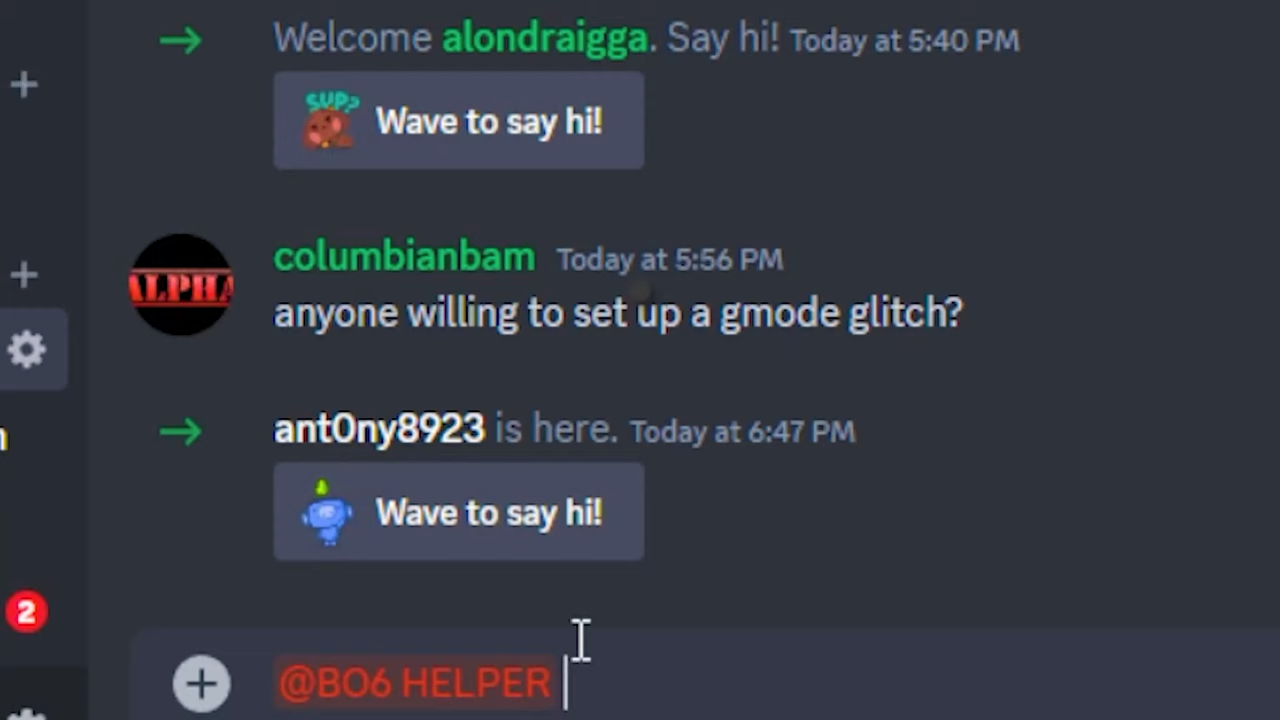 Welcome alondraigga. Say hi! Today at 5:40 PM
SUP?
Wave to say hi!
columbianbam Today at 5:56 PM
ALPHA
anyone willing to set up a gmode glitch?
ant0ny8923 is here. Today at 6:47 PM
Wave to say hi!
2
@BO6 HELPER